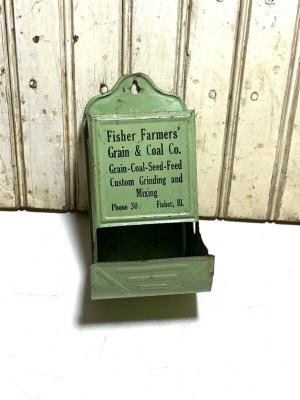 Fisher Farmers'
Grain & Coal Co.
Grain-Coal-Seed-Feed
Custom Grinding and
Mixing
Phone 30 Fisher, Ill.